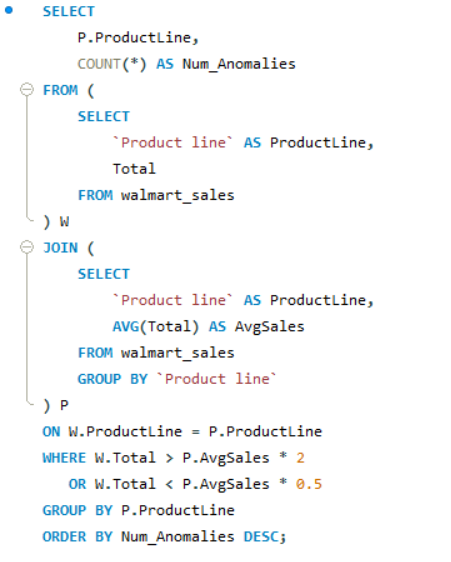 SELECT
P.ProductLine,
COUNT(*) AS Num_Anomalies
FROM (
SELECT
`Product line` AS ProductLine,
Total
FROM walmart_sales
) W
JOIN (
SELECT
`Product line` AS ProductLine,
AVG(Total) AS AvgSales
FROM walmart_sales
GROUP BY `Product line`
) P
ON W.ProductLine = P.ProductLine
WHERE W.Total > P.AvgSales * 2
OR W.Total < P.AvgSales * 0.5
GROUP BY P.ProductLine
ORDER BY Num_Anomalies DESC;